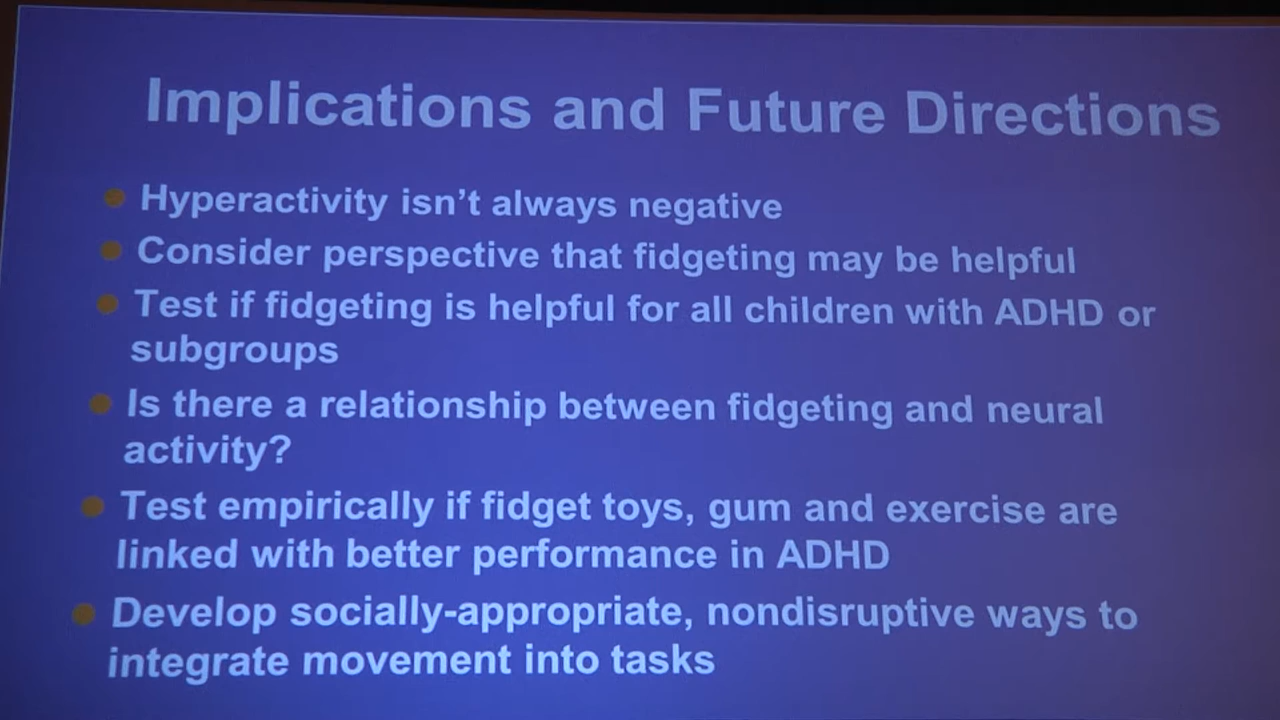 Implications and Future Directions
Hyperactivity isn't always negative
Consider perspective that fidgeting may be helpful
Test if fidgeting is helpful for all children with ADHD or
subgroups
Is there a relationship between fidgeting and neural
activity?
Test empirically if fidget toys, gum and exercise are
linked with better performance in ADHD
Develop socially-appropriate, nondisruptive ways to
integrate movement into tasks